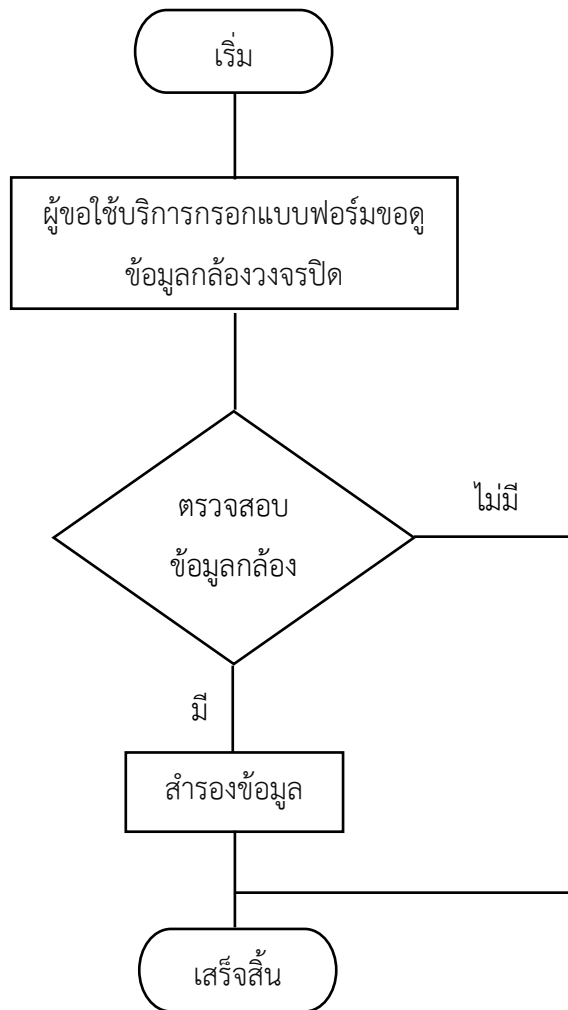 เริ่ม
ผู้ขอใช้บริการกรอกแบบฟอร์มขอดู
ข้อมูลกล้องวงจรปิด
ตรวจสอบ
ข้อมูลกล้อง
ไม่มี
มี
สำรองข้อมูล
เสร็จสิ้น